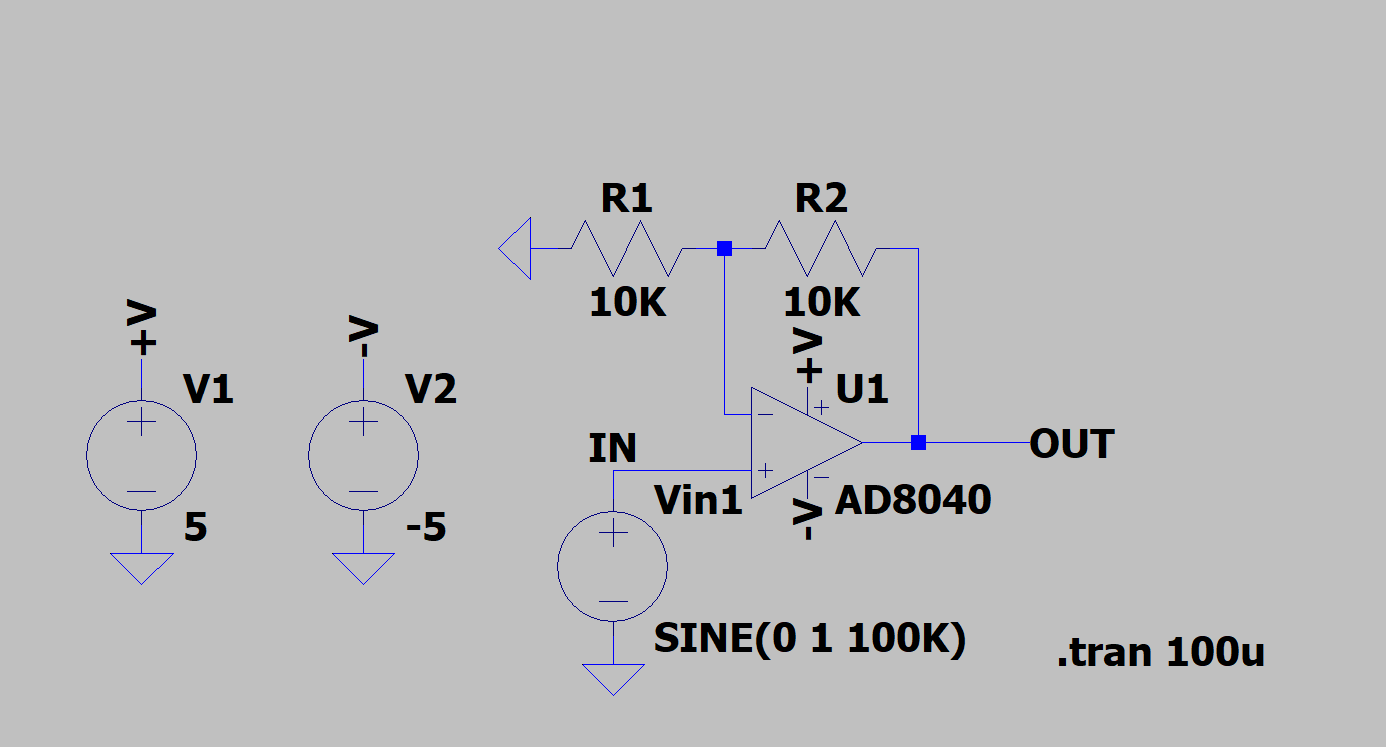 R1
R2
10K
10K
+V
-V
+V
V1
V2
U1
IN
OUT
Vin1
-V
AD8040
5
-5
SINE(0 1 100K)
.tran 100u